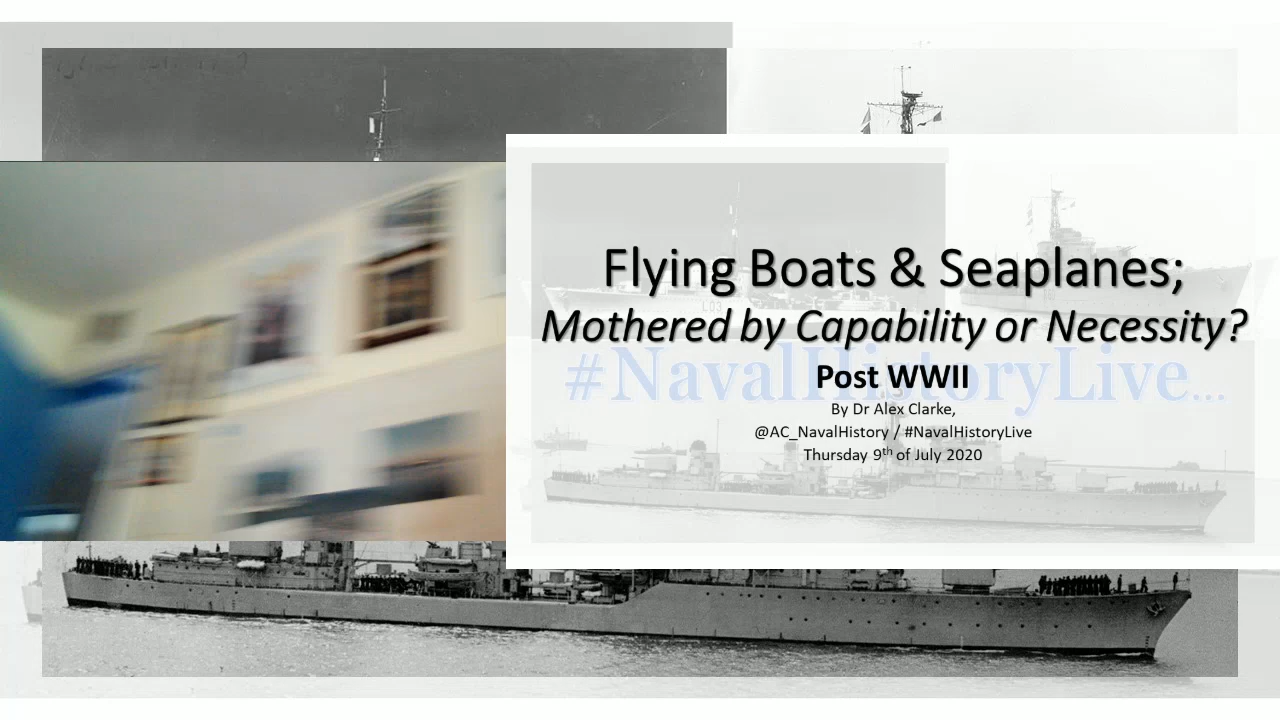 Flying Boats & Seaplanes;
Mothered by Capability or Necessity?
#NavalHistoryLive...
Post WWII
By Dr Alex Clarke,
@AC_NavalHistory / #NavalHistoryLive
Thursday 9th of July 2020